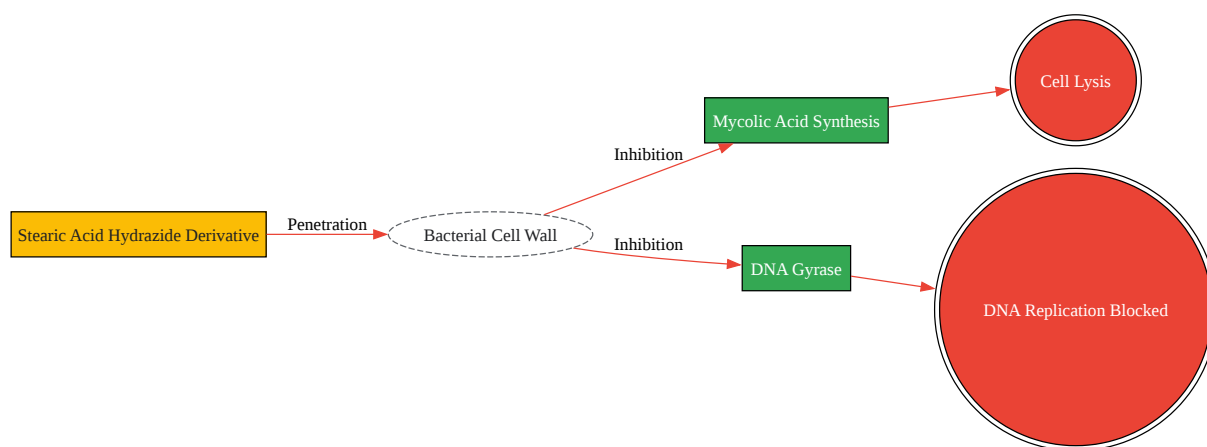 Stearic Acid Hydrazide Derivative
Penetration
Bacterial Cell Wall
Inhibition
Mycolic Acid Synthesis
Cell Lysis
Inhibition
DNA Gyrase
DNA Replication Blocked